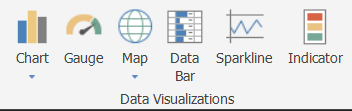 Chart
Gauge
Map
Data
Bar
Sparkline
Indicator
Data Visualizations